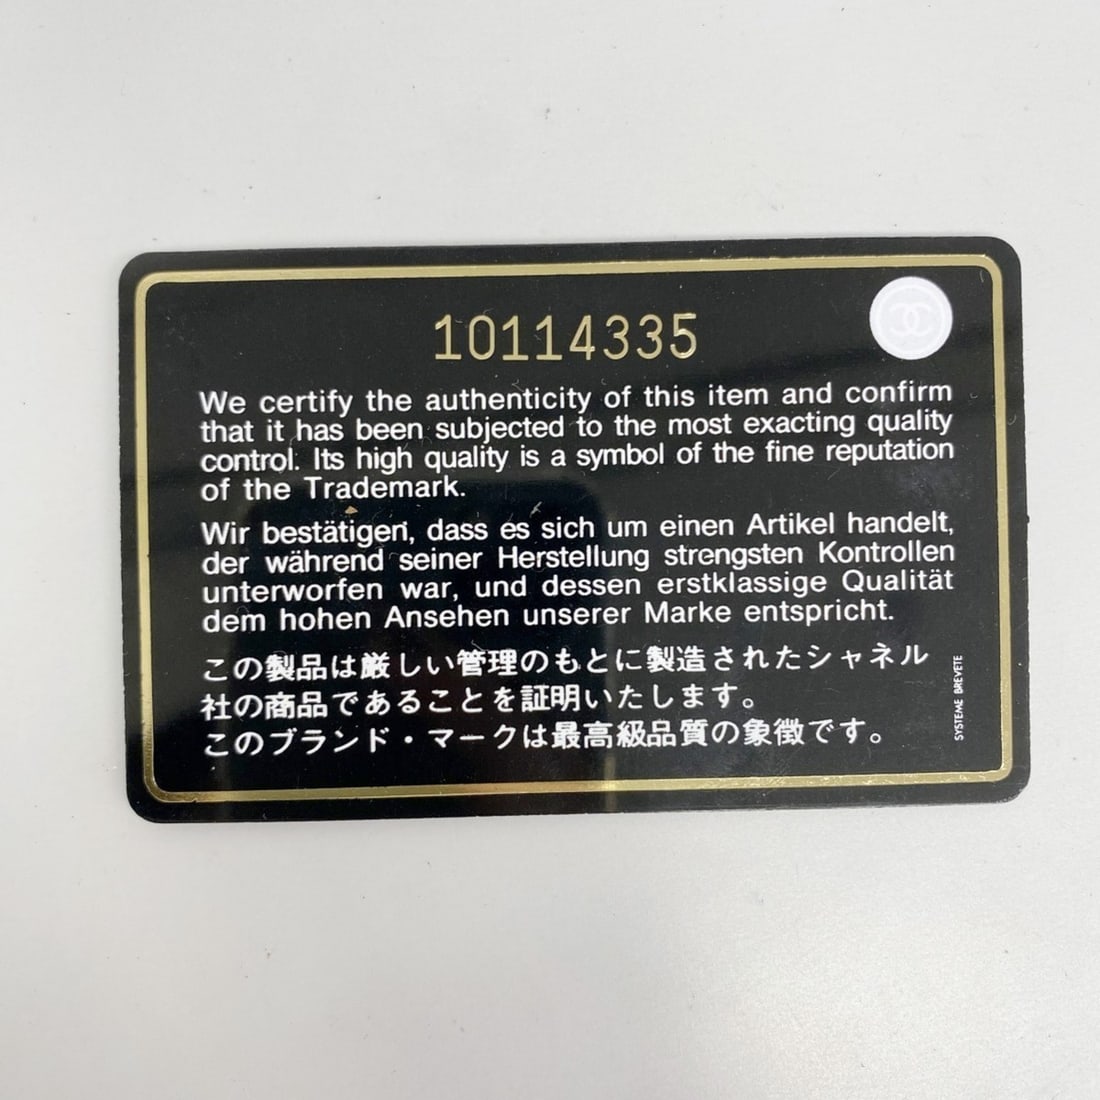 10114335
We certify the authenticity of this item and confirm
that it has been subjected to the most exacting quality
control. Its high quality is a symbol of the fine reputation
of the Trademark.
Wir bestätigen, dass es sich um einen Artikel handelt,
der während seiner Herstellung strengsten Kontrollen
unterworfen war, und dessen erstklassige Qualität
dem hohen Ansehen unserer Marke entspricht.
この製品は厳しい管理のもとに製造されたシャネル
社の商品であることを証明いたします。
このブランド・マークは最高級品質の象徴です。
SYSTEME BREVETE